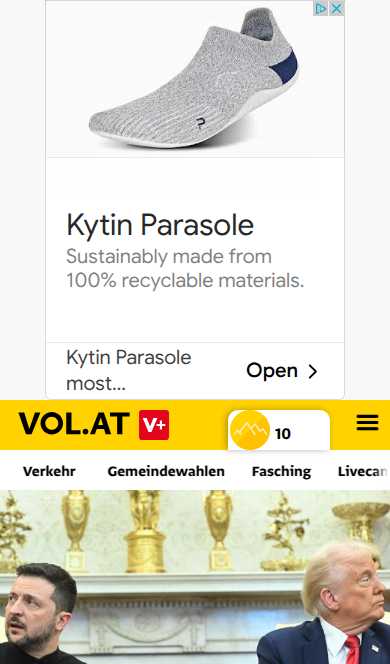 Kytin Parasole
Sustainably made from
100% recyclable materials.
Kytin Parasole
most...
Open
VOL.AT V+
10
Verkehr Gemeindewahlen Fasching Livecan